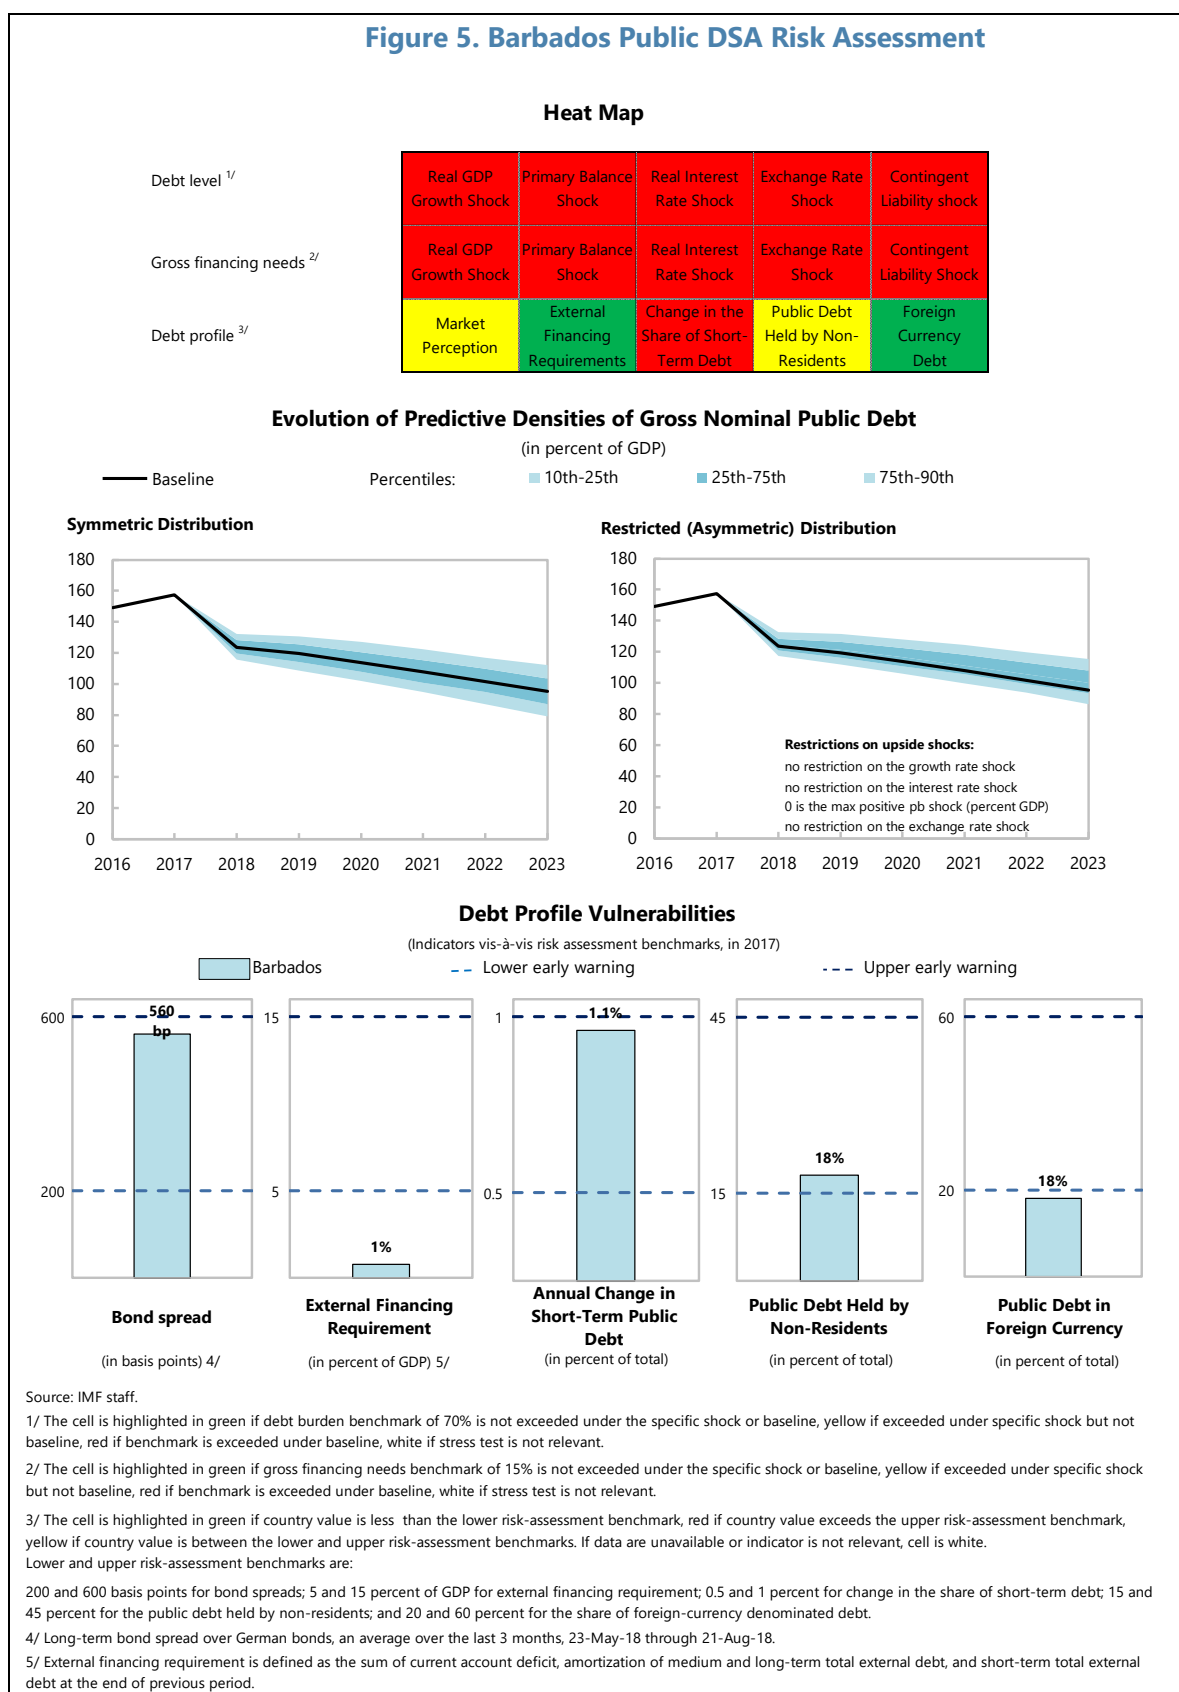 Figure 5. Barbados Public DSA Risk Assessment
Heat Map
Debt level 1/
Real GDP Growth Shock
Primary Balance Shock
Real Interest Rate Shock
Exchange Rate Shock
Contingent Liability shock
Gross financing needs 2/
Real GDP Growth Shock
Primary Balance Shock
Real Interest Rate Shock
Exchange Rate Shock
Contingent Liability Shock
Debt profile 3/
Market Perception
External Financing Requirements
Change in the Share of Short-Term Debt
Public Debt Held by Non-Residents
Foreign Currency Debt
Evolution of Predictive Densities of Gross Nominal Public Debt
(in percent of GDP)
Baseline Percentiles: 10th-25th 25th-75th 75th-90th
Symmetric Distribution
180
160
140
120
100
80
60
40
20
0
2016 2017 2018 2019 2020 2021 2022 2023
Restricted (Asymmetric) Distribution
180
160
140
120
100
80
60
40
20
0
Restrictions on upside shocks:
no restriction on the growth rate shock
no restriction on the interest rate shock
0 is the max positive pb shock (percent GDP)
no restriction on the exchange rate shock
2016 2017 2018 2019 2020 2021 2022 2023
Debt Profile Vulnerabilities
(Indicators vis-à-vis risk assessment benchmarks, in 2017)
Barbados Lower early warning Upper early warning
600
200
560
bp
Bond spread
(in basis points) 4/
15
5
1%
External Financing
Requirement
(in percent of GDP) 5/
1
0.5
1.1%
Annual Change in
Short-Term Public
Debt
(in percent of total)
45
15
18%
Public Debt Held by
Non-Residents
(in percent of total)
60
20
18%
Public Debt in
Foreign Currency
(in percent of total)
Source: IMF staff.
1/ The cell is highlighted in green if debt burden benchmark of 70% is not exceeded under the specific shock or baseline, yellow if exceeded under specific shock but not
baseline, red if benchmark is exceeded under baseline, white if stress test is not relevant.
2/ The cell is highlighted in green if gross financing needs benchmark of 15% is not exceeded under the specific shock or baseline, yellow if exceeded under specific shock
but not baseline, red if benchmark is exceeded under baseline, white if stress test is not relevant.
3/ The cell is highlighted in green if country value is less than the lower risk-assessment benchmark, red if country value exceeds the upper risk-assessment benchmark,
yellow if country value is between the lower and upper risk-assessment benchmarks. If data are unavailable or indicator is not relevant, cell is white.
Lower and upper risk-assessment benchmarks are:
200 and 600 basis points for bond spreads; 5 and 15 percent of GDP for external financing requirement; 0.5 and 1 percent for change in the share of short-term debt; 15 and
45 percent for the public debt held by non-residents; and 20 and 60 percent for the share of foreign-currency denominated debt.
4/ Long-term bond spread over German bonds, an average over the last 3 months, 23-May-18 through 21-Aug-18.
5/ External financing requirement is defined as the sum of current account deficit, amortization of medium and long-term total external debt, and short-term total external
debt at the end of previous period.